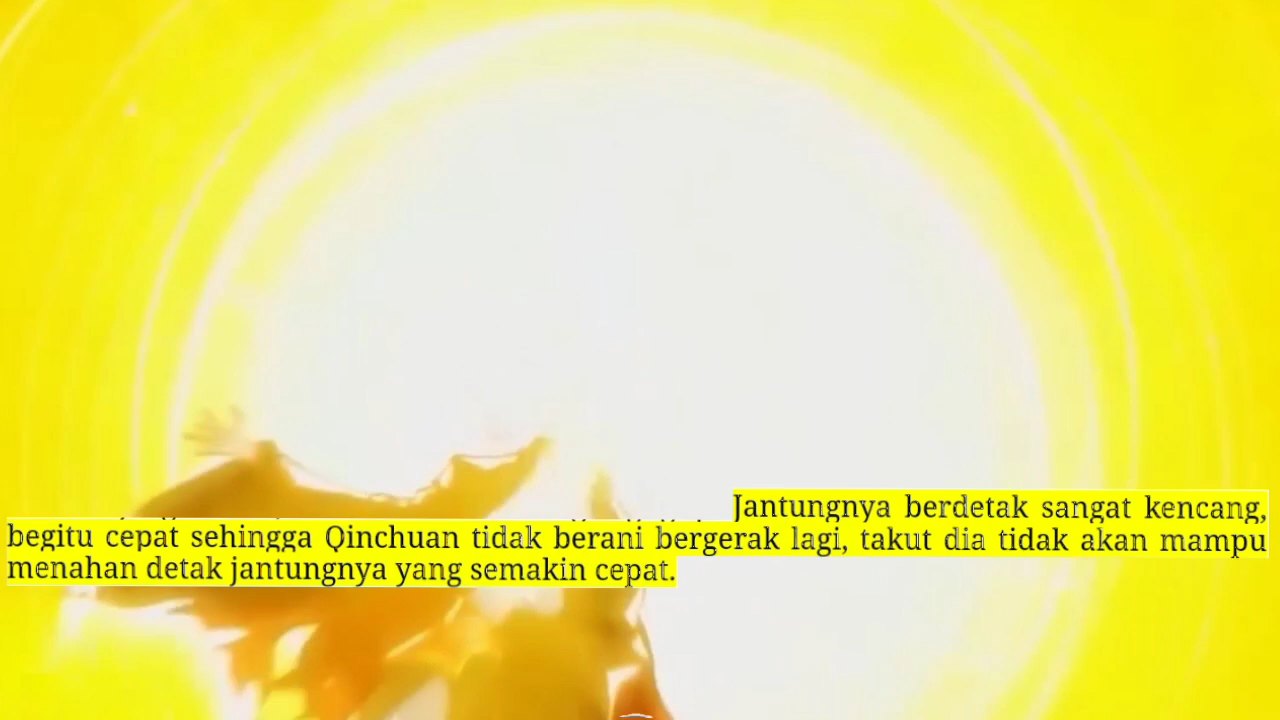 Jantungnya berdetak sangat kencang,
begitu cepat sehingga Qinchuan tidak berani bergerak lagi, takut dia tidak akan mampu
menahan detak jantungnya yang semakin cepat.